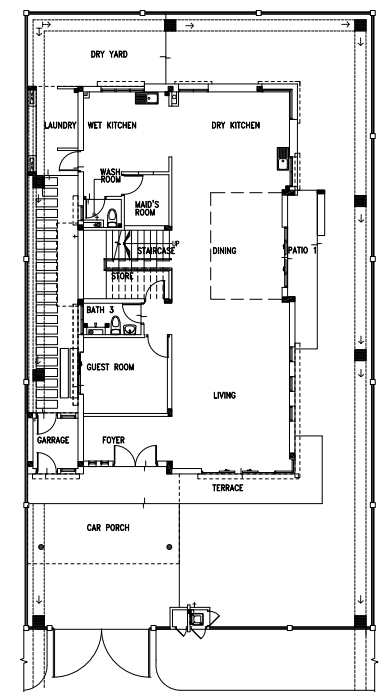 DRY YARD
LAUNDRY
WET KITCHEN
DRY KITCHEN
WASH
ROOM
MAID'S
ROOM
UP
STAIRCASE
DINING
PATIO 1
STORE
BATH 3
GUEST ROOM
LIVING
GARRAGE
FOYER
TERRACE
CAR PORCH